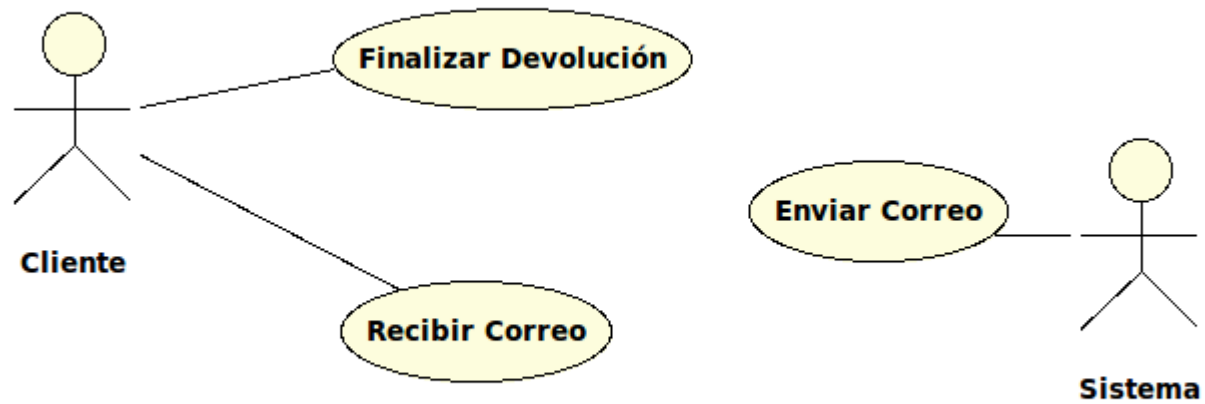 Finalizar Devolución
Enviar Correo
Cliente
Recibir Correo
Sistema